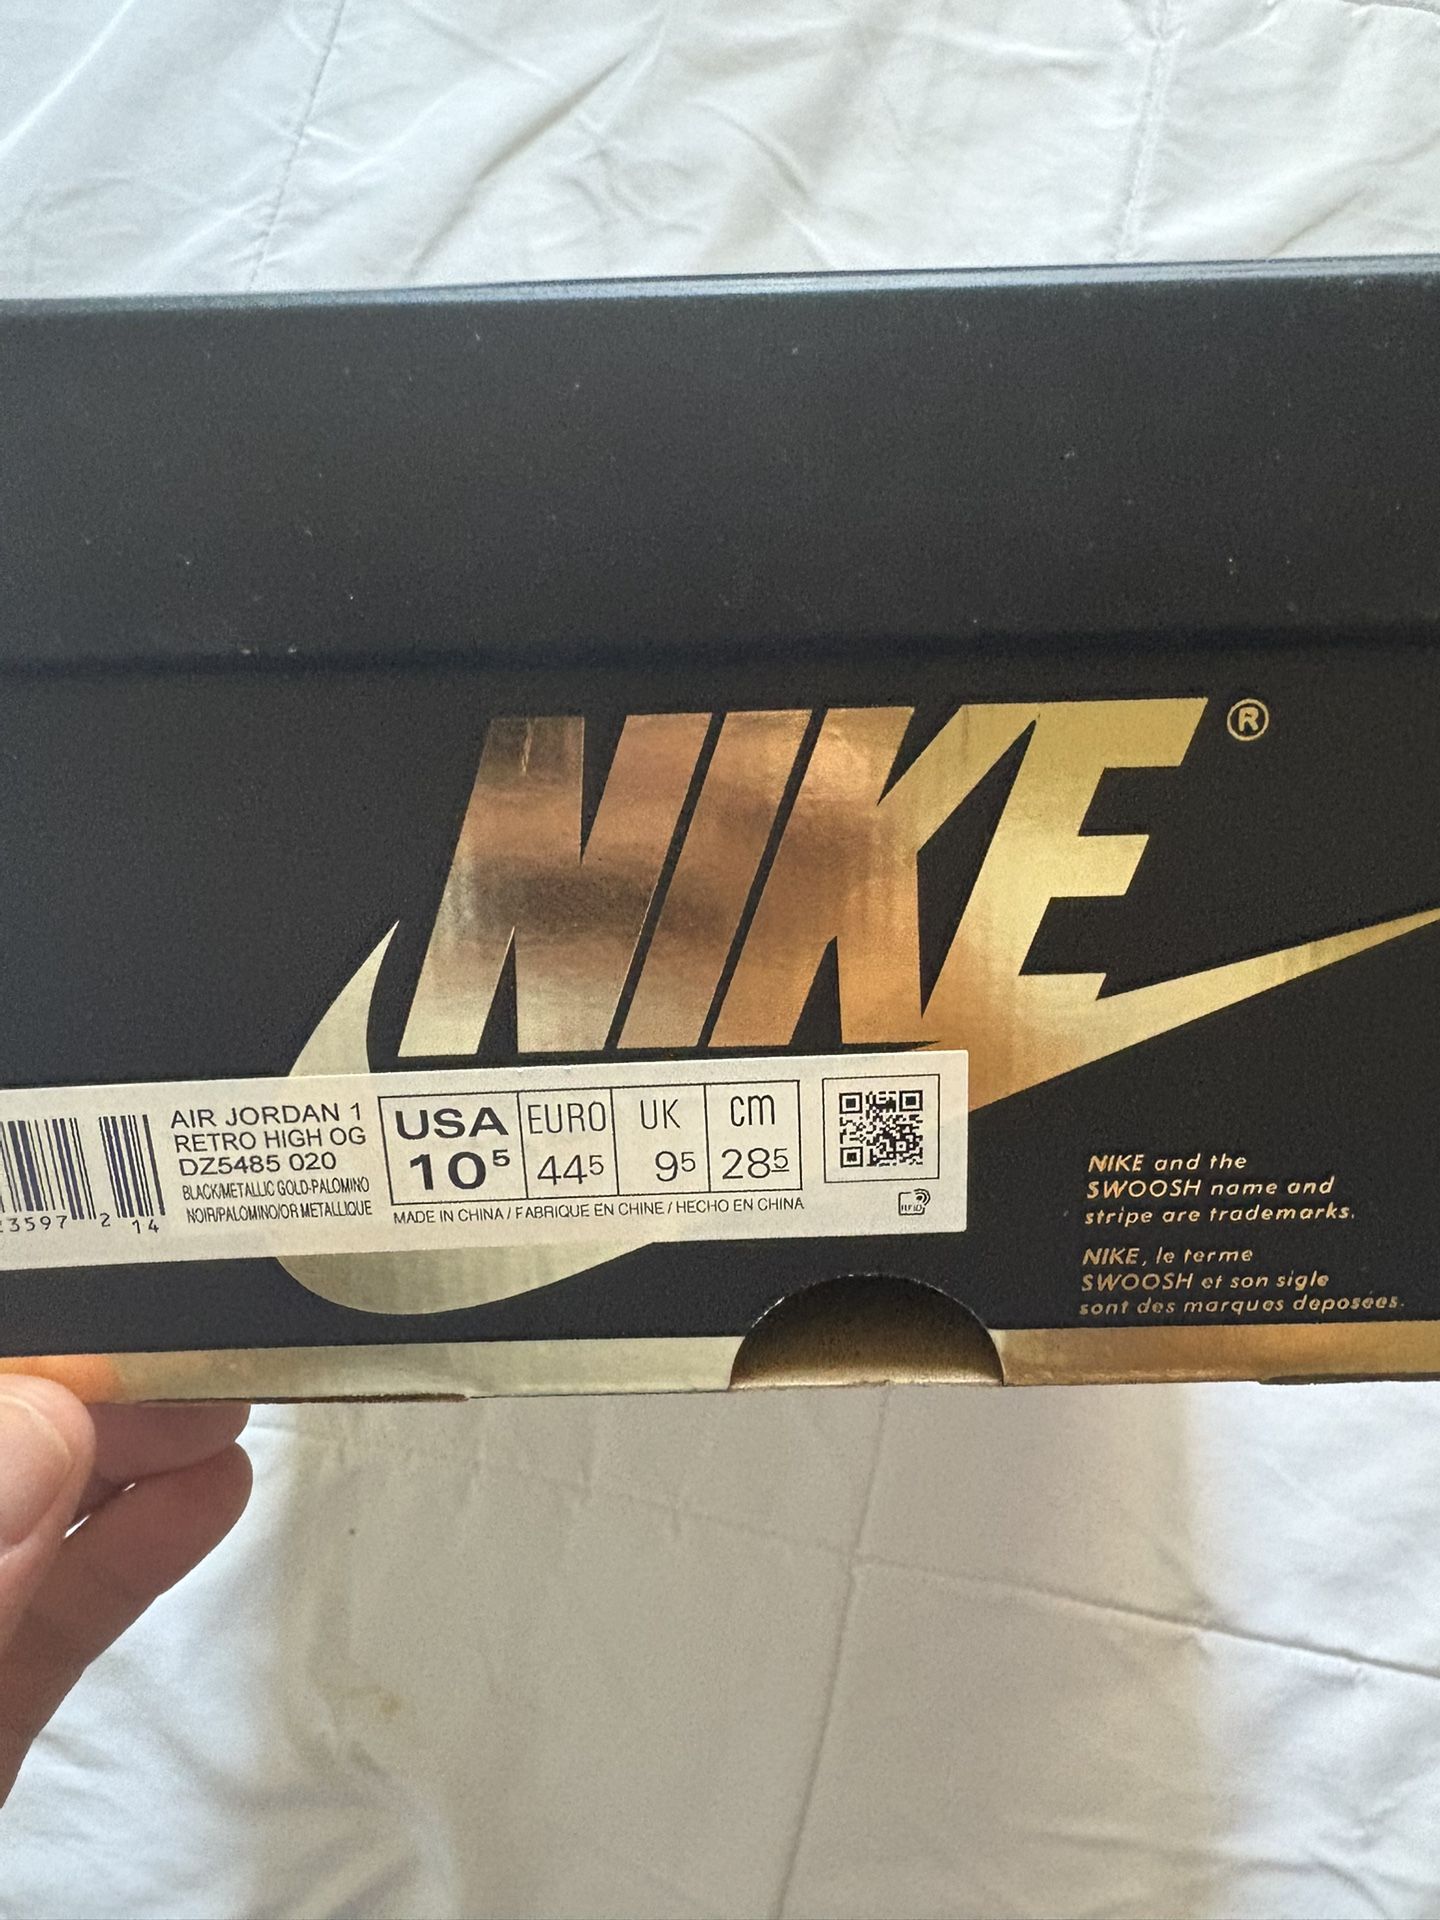 NIKE®
AIR JORDAN 1
RETRO HIGH OG
DZ5485 020
BLACK/METALLIC GOLD-PALOMINO
NOIR/PALOMINO/OR METALLIQUE
3597 2 14
USA EURO UK cm
10⁵ 44⁵ 9⁵ 28⁵
MADE IN CHINA / FABRIQUE EN CHINE / HECHO EN CHINA
RFID
NIKE and the
SWOOSH name and
stripe are trademarks.
NIKE, le terme
SWOOSH et son sigle
sont des marques déposées.